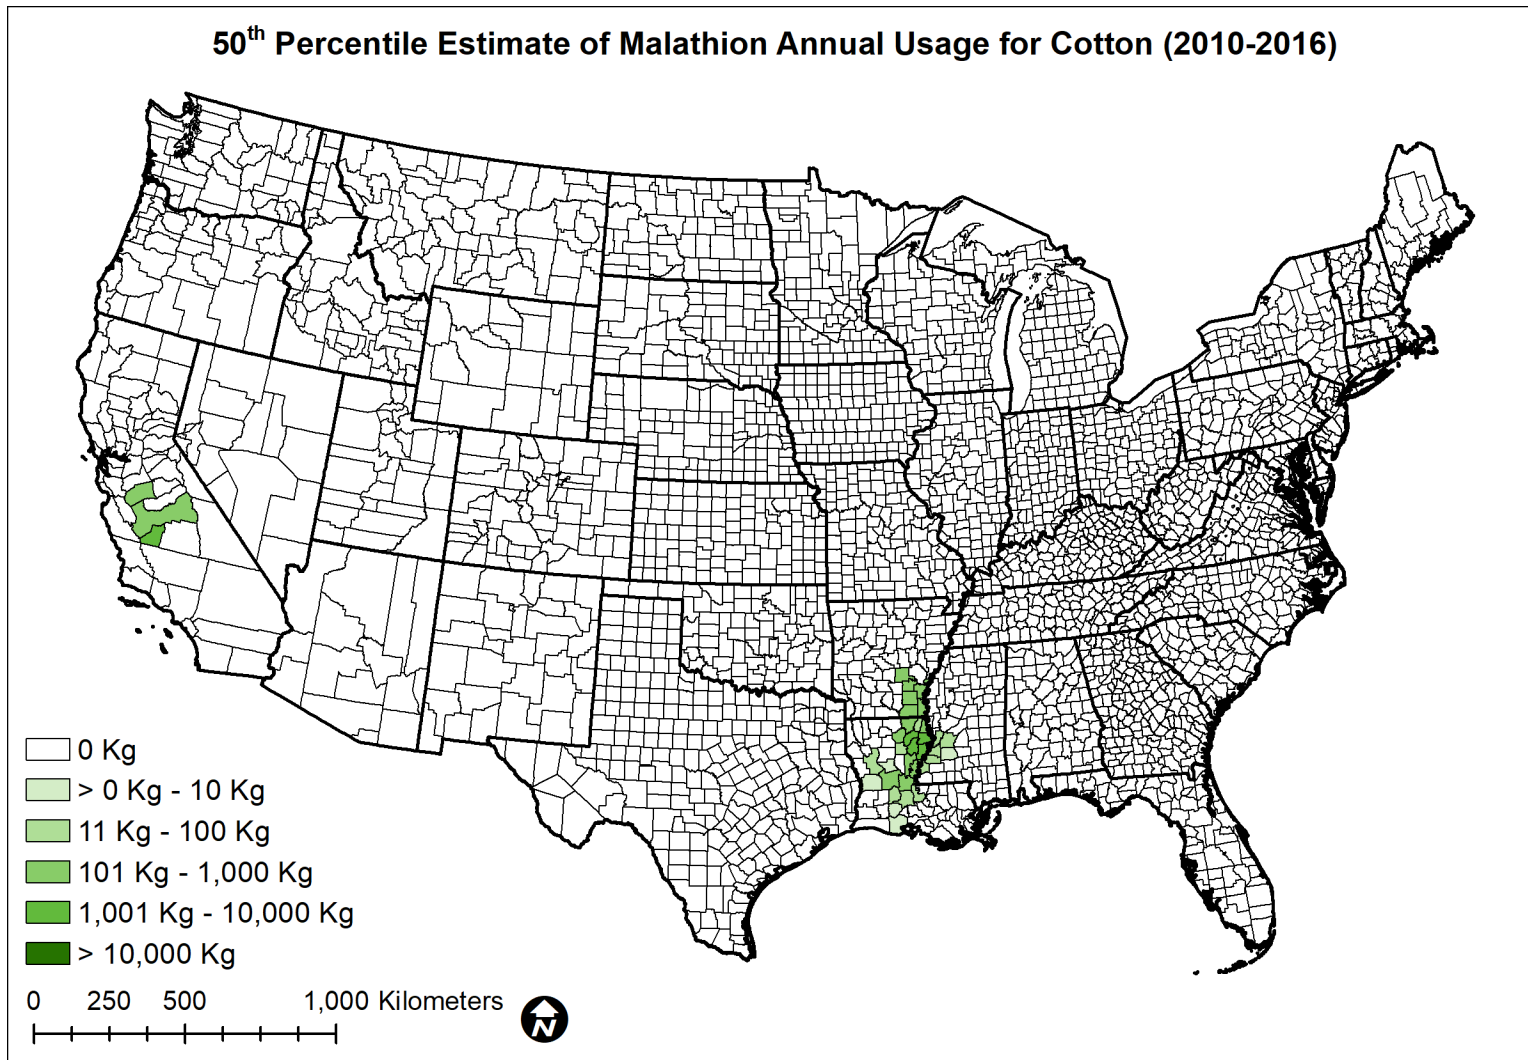 50th Percentile Estimate of Malathion Annual Usage for Cotton (2010-2016)
0 Kg
> 0 Kg - 10 Kg
11 Kg - 100 Kg
101 Kg - 1,000 Kg
1,001 Kg - 10,000 Kg
> 10,000 Kg
0 250 500 1,000 Kilometers
N